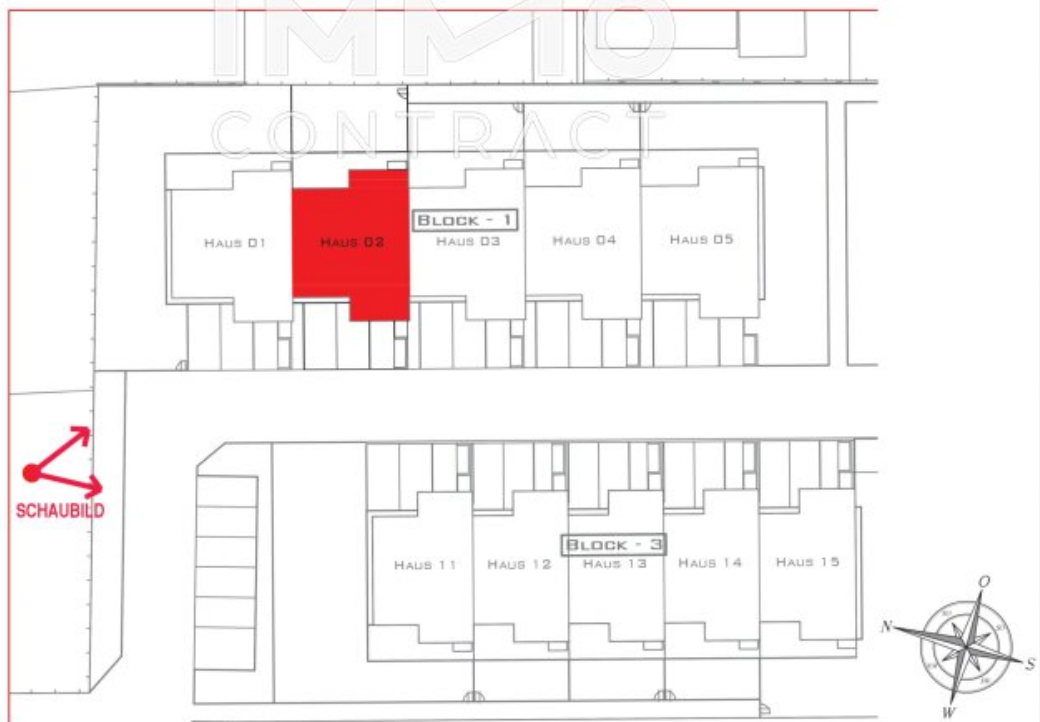 IMMO
CONTRACT
BLOCK - 1
HAUS 01
HAUS 02
HAUS 03
HAUS 04
HAUS 05
SCHAUBILD
BLOCK - 3
HAUS 11
HAUS 12
HAUS 13
HAUS 14
HAUS 15
O
N
S
W